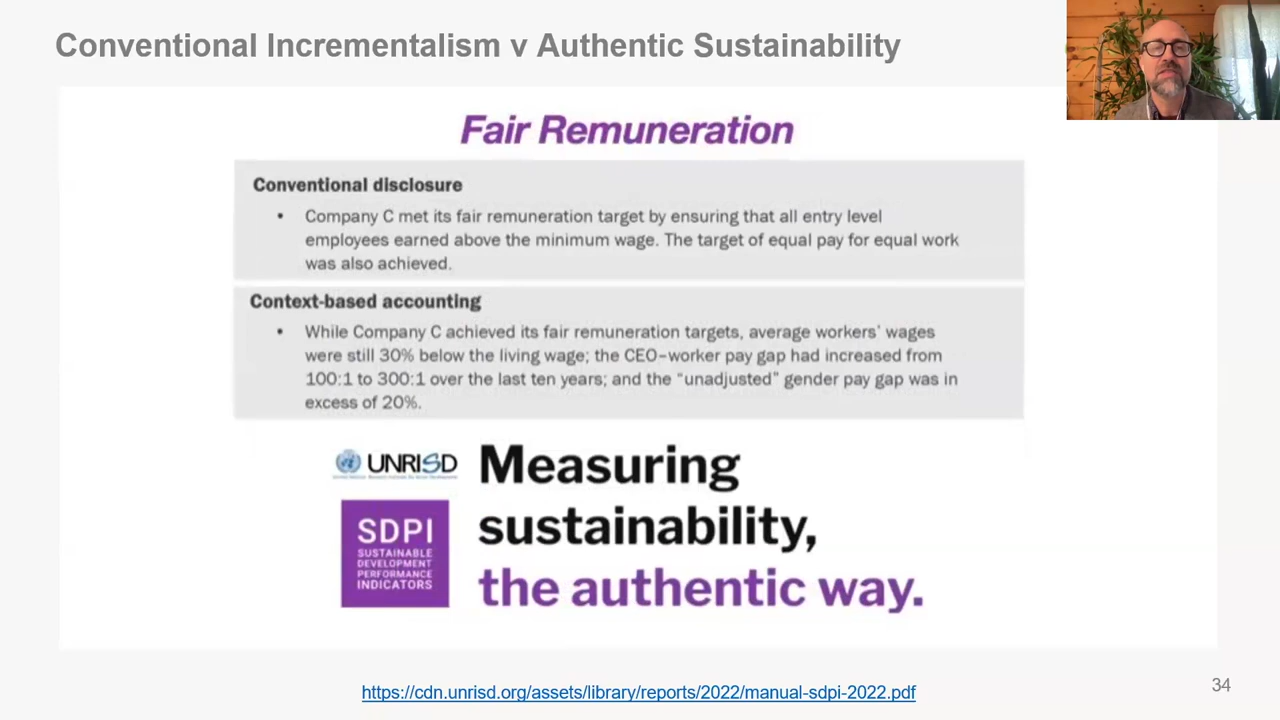 Conventional Incrementalism v Authentic Sustainability
Fair Remuneration
Conventional disclosure
• Company C met its fair remuneration target by ensuring that all entry level
employees earned above the minimum wage. The target of equal pay for equal work
was also achieved.
Context-based accounting
• While Company C achieved its fair remuneration targets, average workers' wages
were still 30% below the living wage; the CEO–worker pay gap had increased from
100:1 to 300:1 over the last ten years; and the “unadjusted” gender pay gap was in
excess of 20%.
UNRISD
SDPI
SUSTAINABLE
DEVELOPMENT
PERFORMANCE
INDICATORS
Measuring
sustainability,
the authentic way.
https://cdn.unrisd.org/assets/library/reports/2022/manual-sdpi-2022.pdf
34